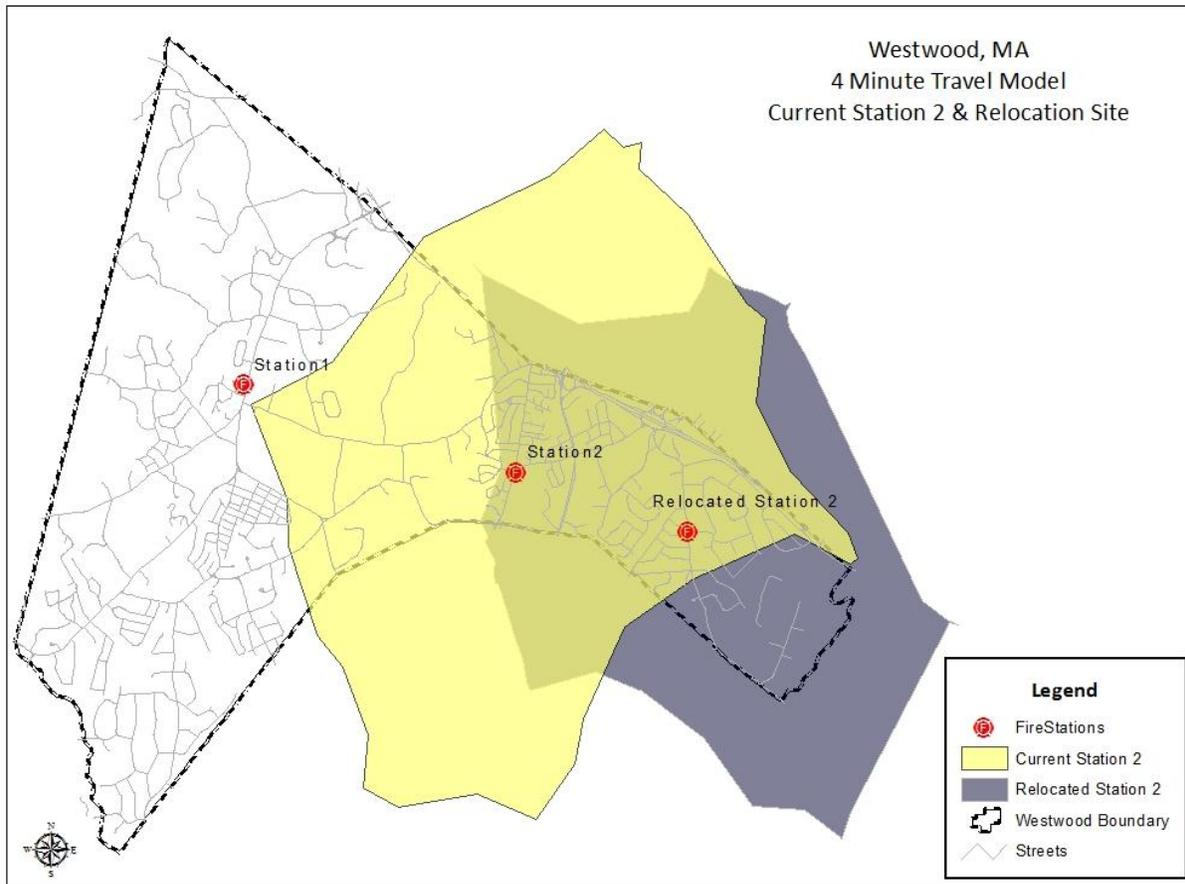 Westwood, MA
4 Minute Travel Model
Current Station 2 & Relocation Site
Station1
Station2
Relocated Station 2
Legend
F FireStations
Current Station 2
Relocated Station 2
Westwood Boundary
Streets
N
W E
S